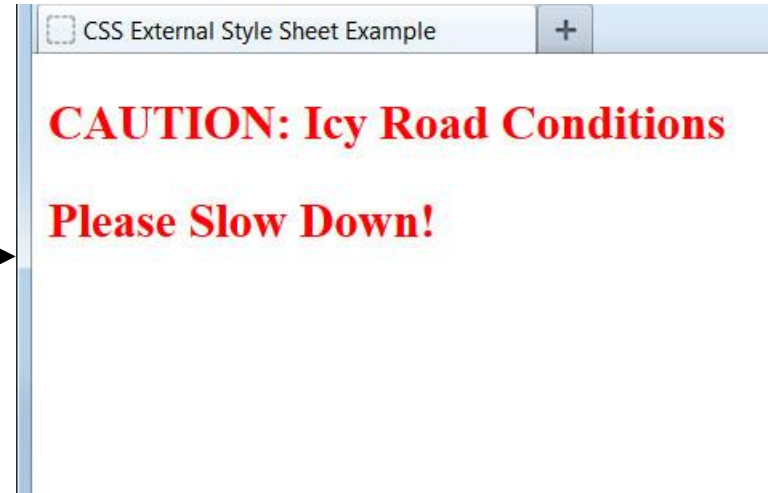 CSS External Style Sheet Example
CAUTION: Icy Road Conditions
Please Slow Down!